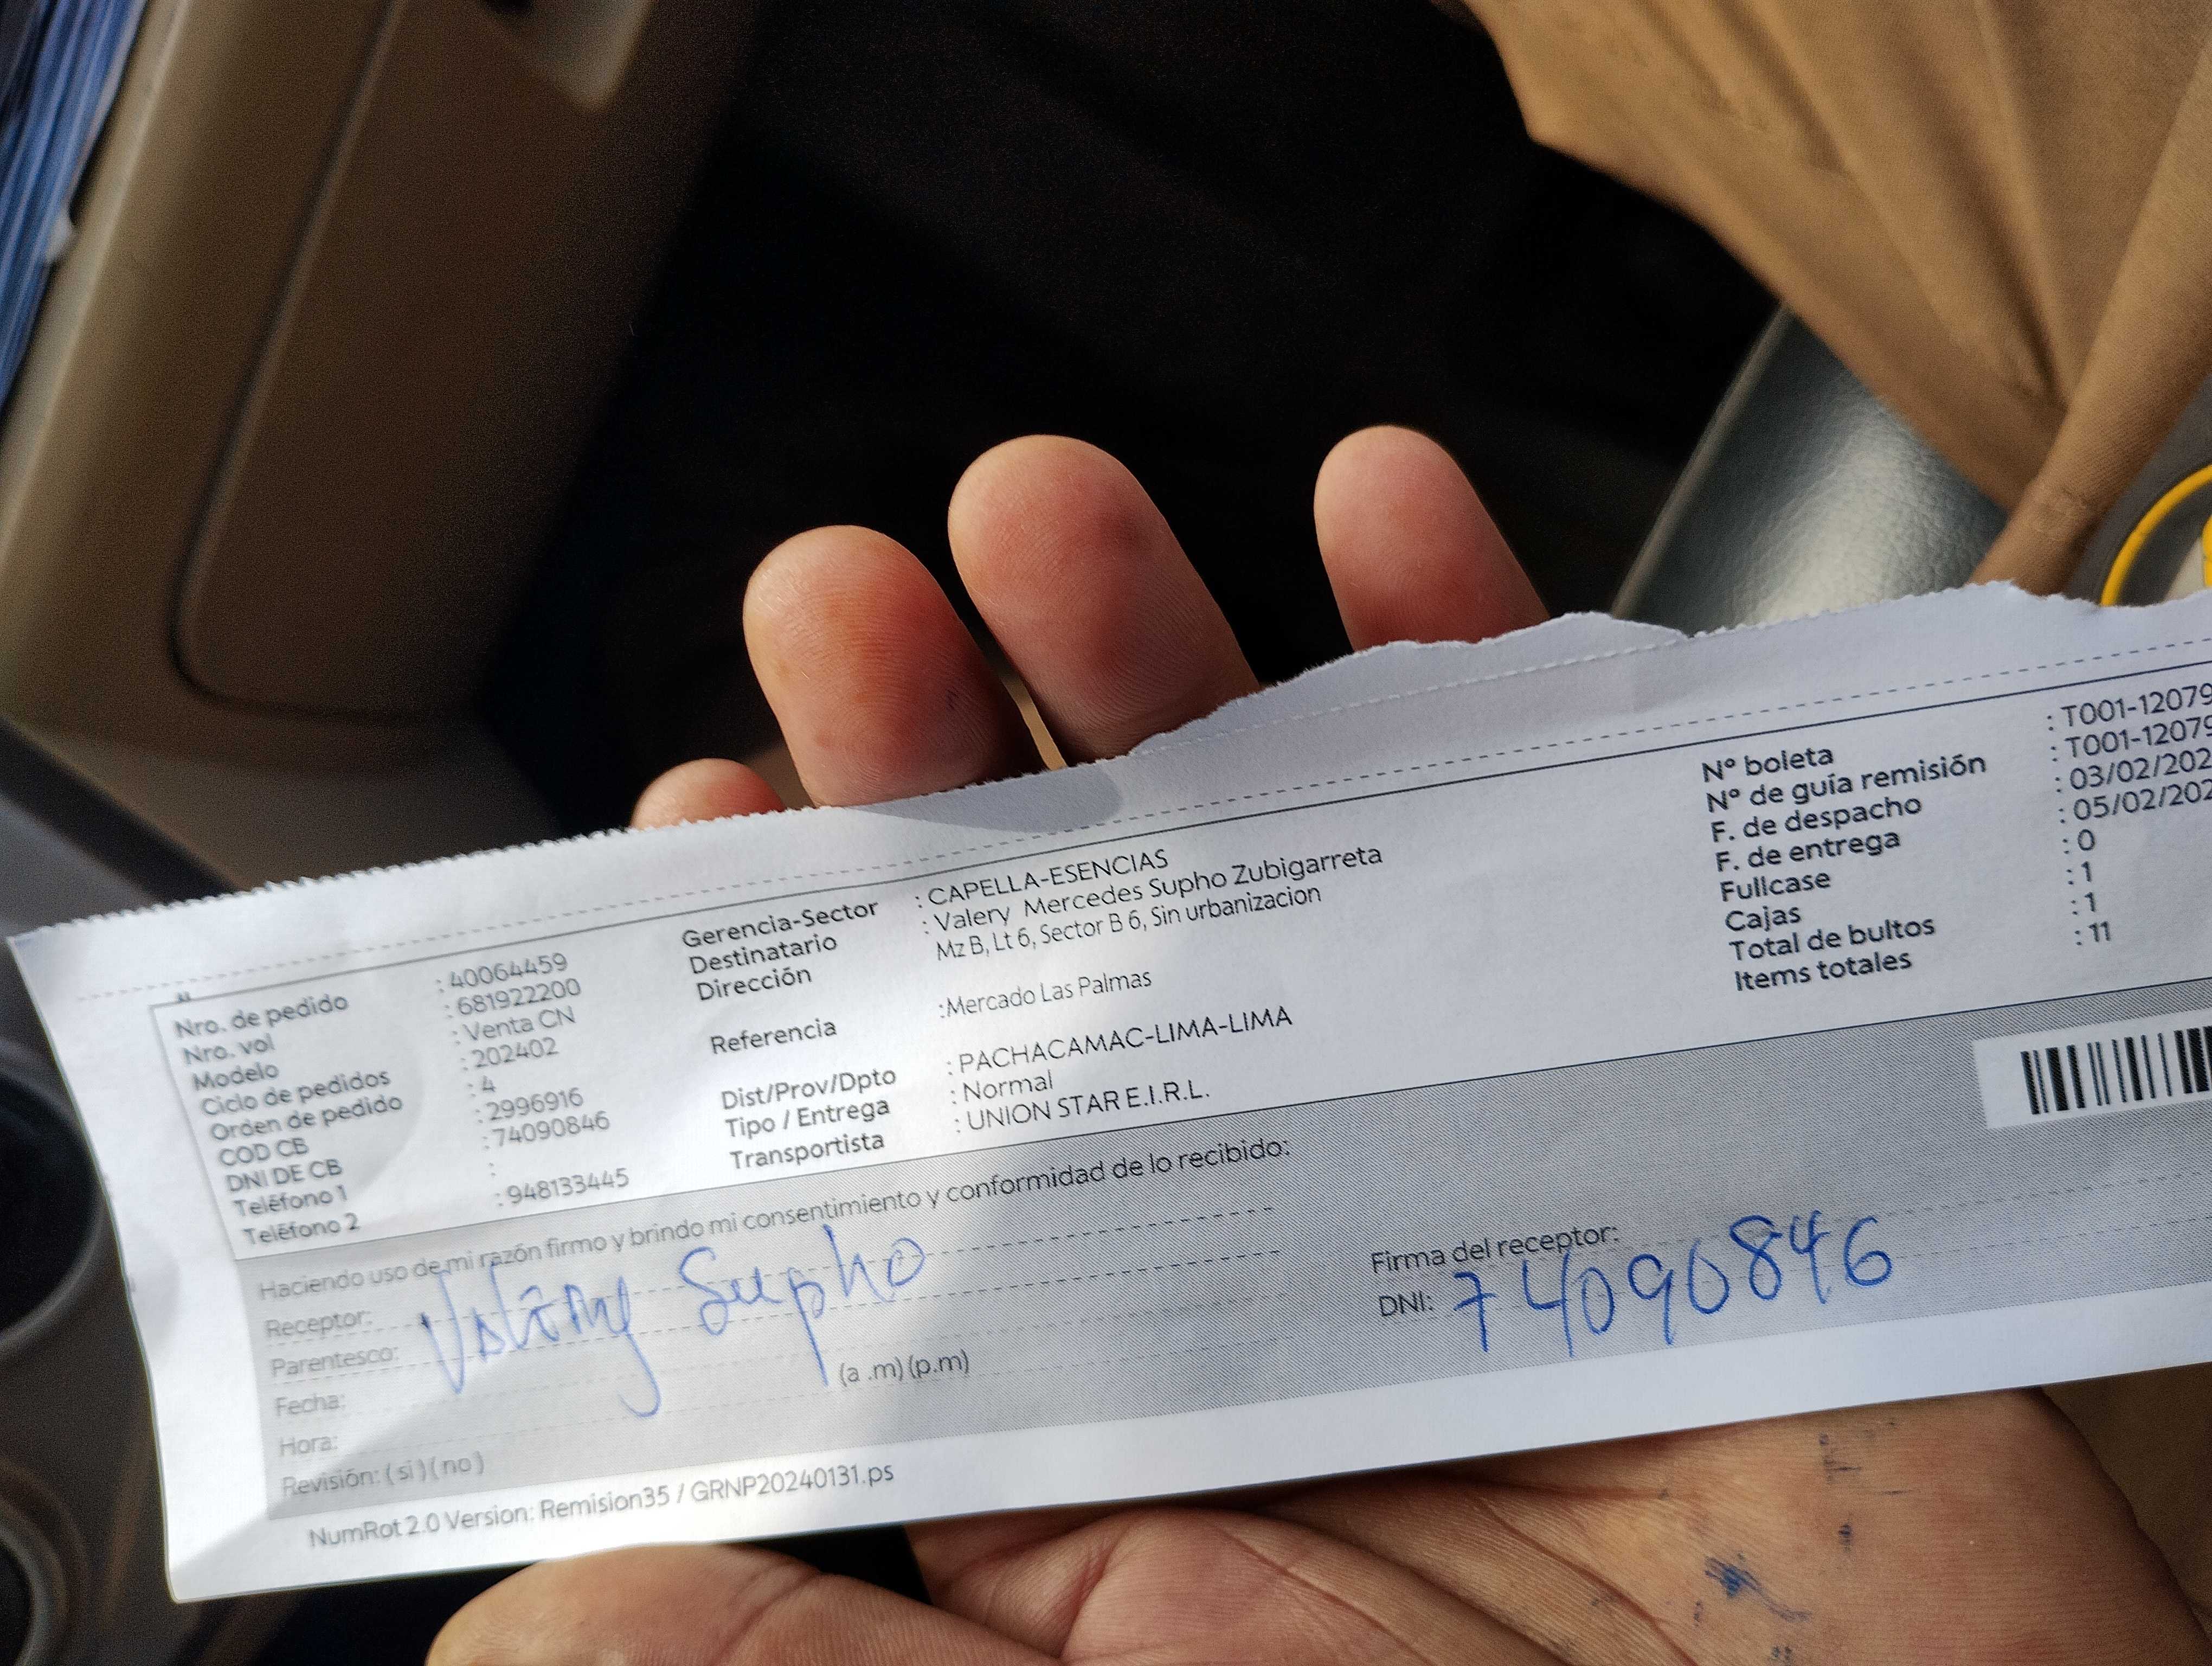 Nro. de pedido : 40064459
Nro. vol : 681922200
Modelo : Venta CN
Ciclo de pedidos : 202402
Orden de pedido : 4
COD CB : 2996916
DNI DE CB : 74090846
Teléfono 1 :
Teléfono 2 : 948133445
Gerencia-Sector : CAPELLA-ESENCIAS
Destinatario : Valery Mercedes Supho Zubigarreta
Dirección Mz B, Lt 6, Sector B 6, Sin urbanizacion
Referencia :Mercado Las Palmas
Dist/Prov/Dpto : PACHACAMAC-LIMA-LIMA
Tipo / Entrega : Normal
Transportista : UNION STAR E.I.R.L.
N° boleta : T001-12079
N° de guía remisión : T001-12079
F. de despacho : 03/02/202
F. de entrega : 05/02/202
Fullcase : 0
Cajas : 1
Total de bultos : 1
Items totales : 11
Haciendo uso de mi razón firmo y brindo mi consentimiento y conformidad de lo recibido:
Receptor: Supho
Parentesco:
Fecha:
Hora: (a .m) (p.m)
Revisión: ( si ) ( no )
Firma del receptor:
DNI: 74090846
NumRot 2.0 Version: Remision35 / GRNP20240131.ps